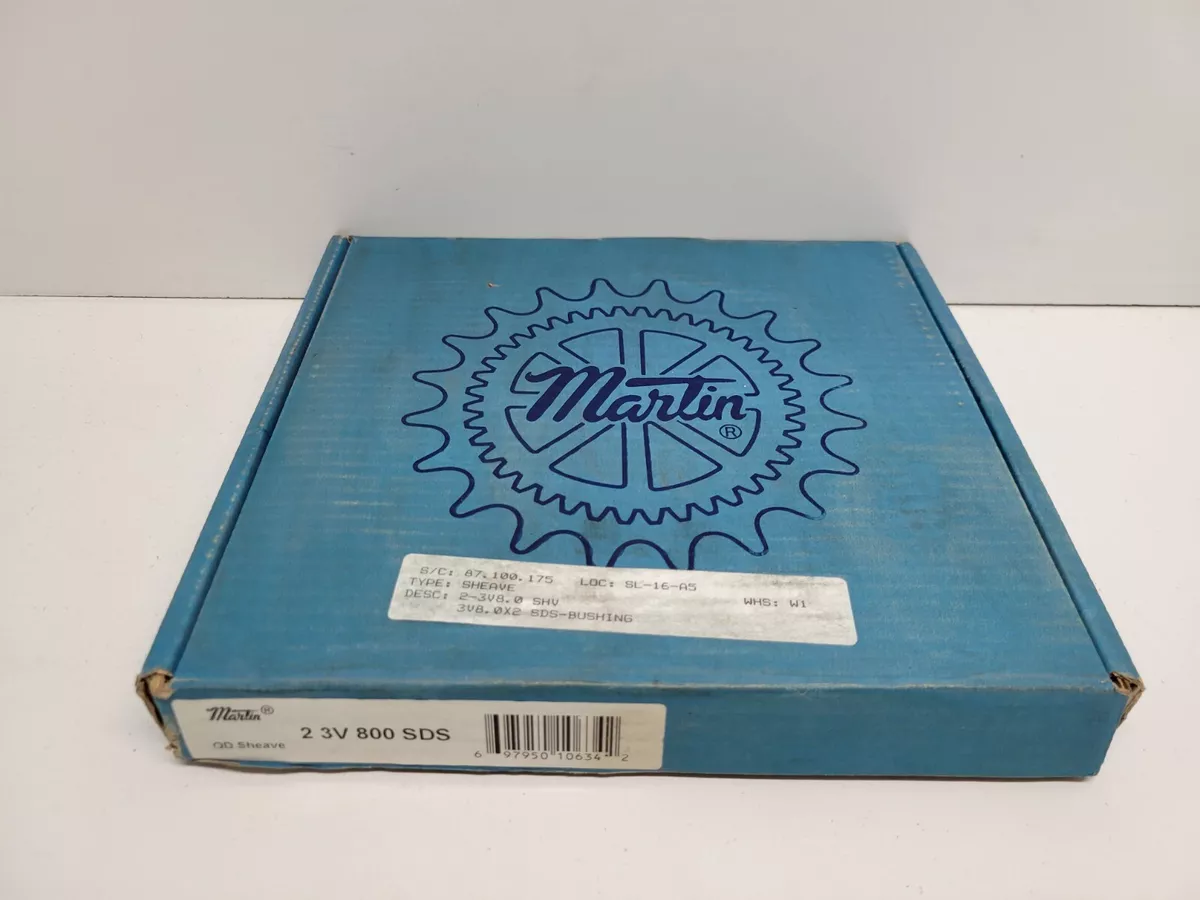 Martin®
S/C: 87.100.175 LOC: SL-16-A5
TYPE: SHEAVE
DESC: 2-3V8.0 SHV WHS: W1
3V8.0X2 SDS-BUSHING
Martin®
2 3V 800 SDS
QD Sheave
6 97950 10634 2